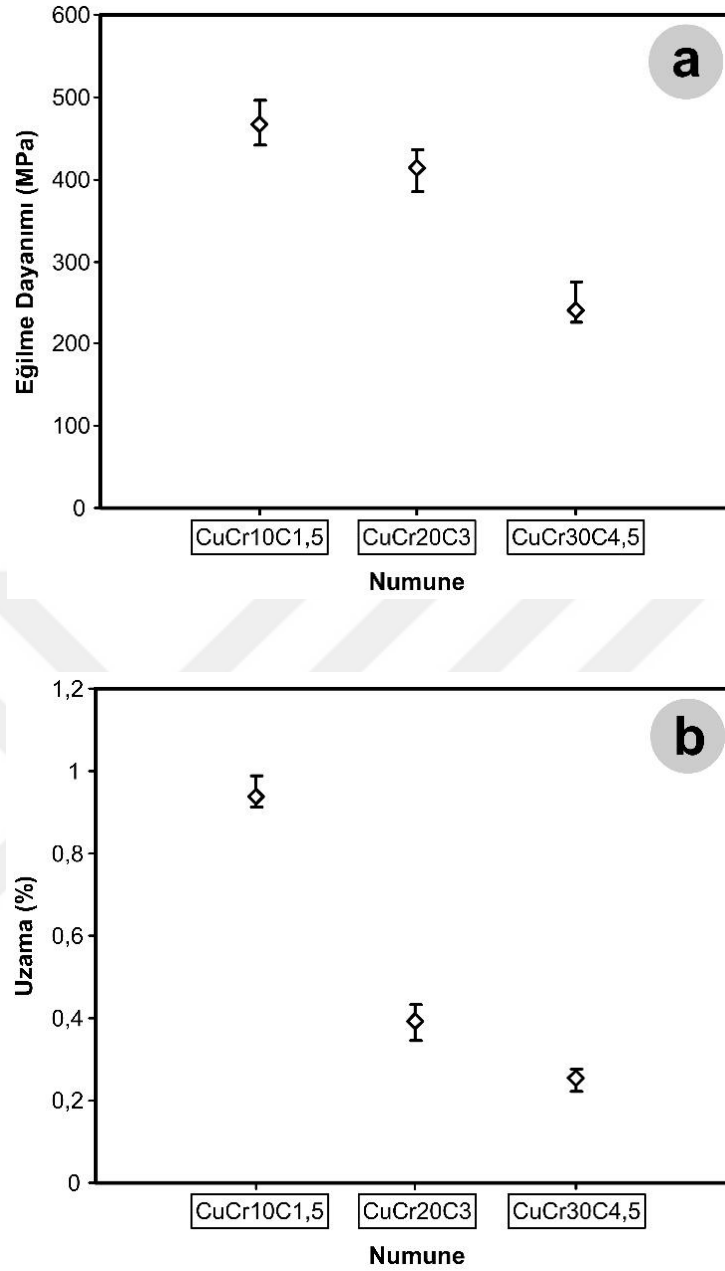 a
Eğilme Dayanımı (MPa)
600
500
400
300
200
100
0
CuCr10C1,5 CuCr20C3 CuCr30C4,5
Numune
b
Uzama (%)
1,2
1
0,8
0,6
0,4
0,2
0
CuCr10C1,5 CuCr20C3 CuCr30C4,5
Numune